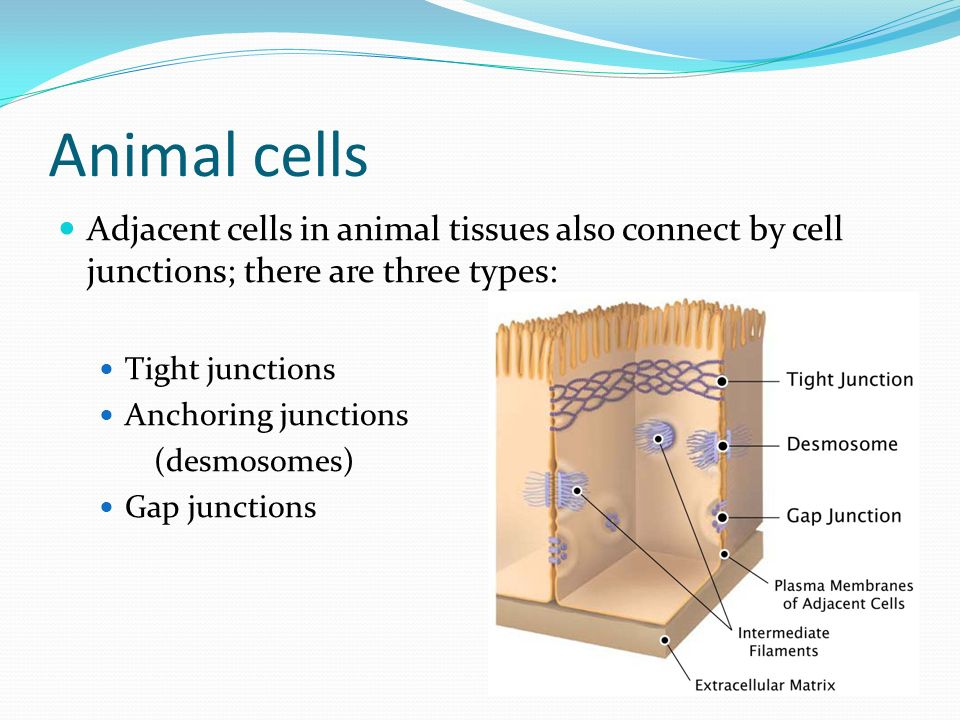 Animal cells
Adjacent cells in animal tissues also connect by cell
junctions; there are three types:
Tight junctions
Anchoring junctions
(desmosomes)
Gap junctions
Tight Junction
Desmosome
Gap Junction
Plasma Membranes
of Adjacent Cells
Intermediate
Filaments
Extracellular Matrix